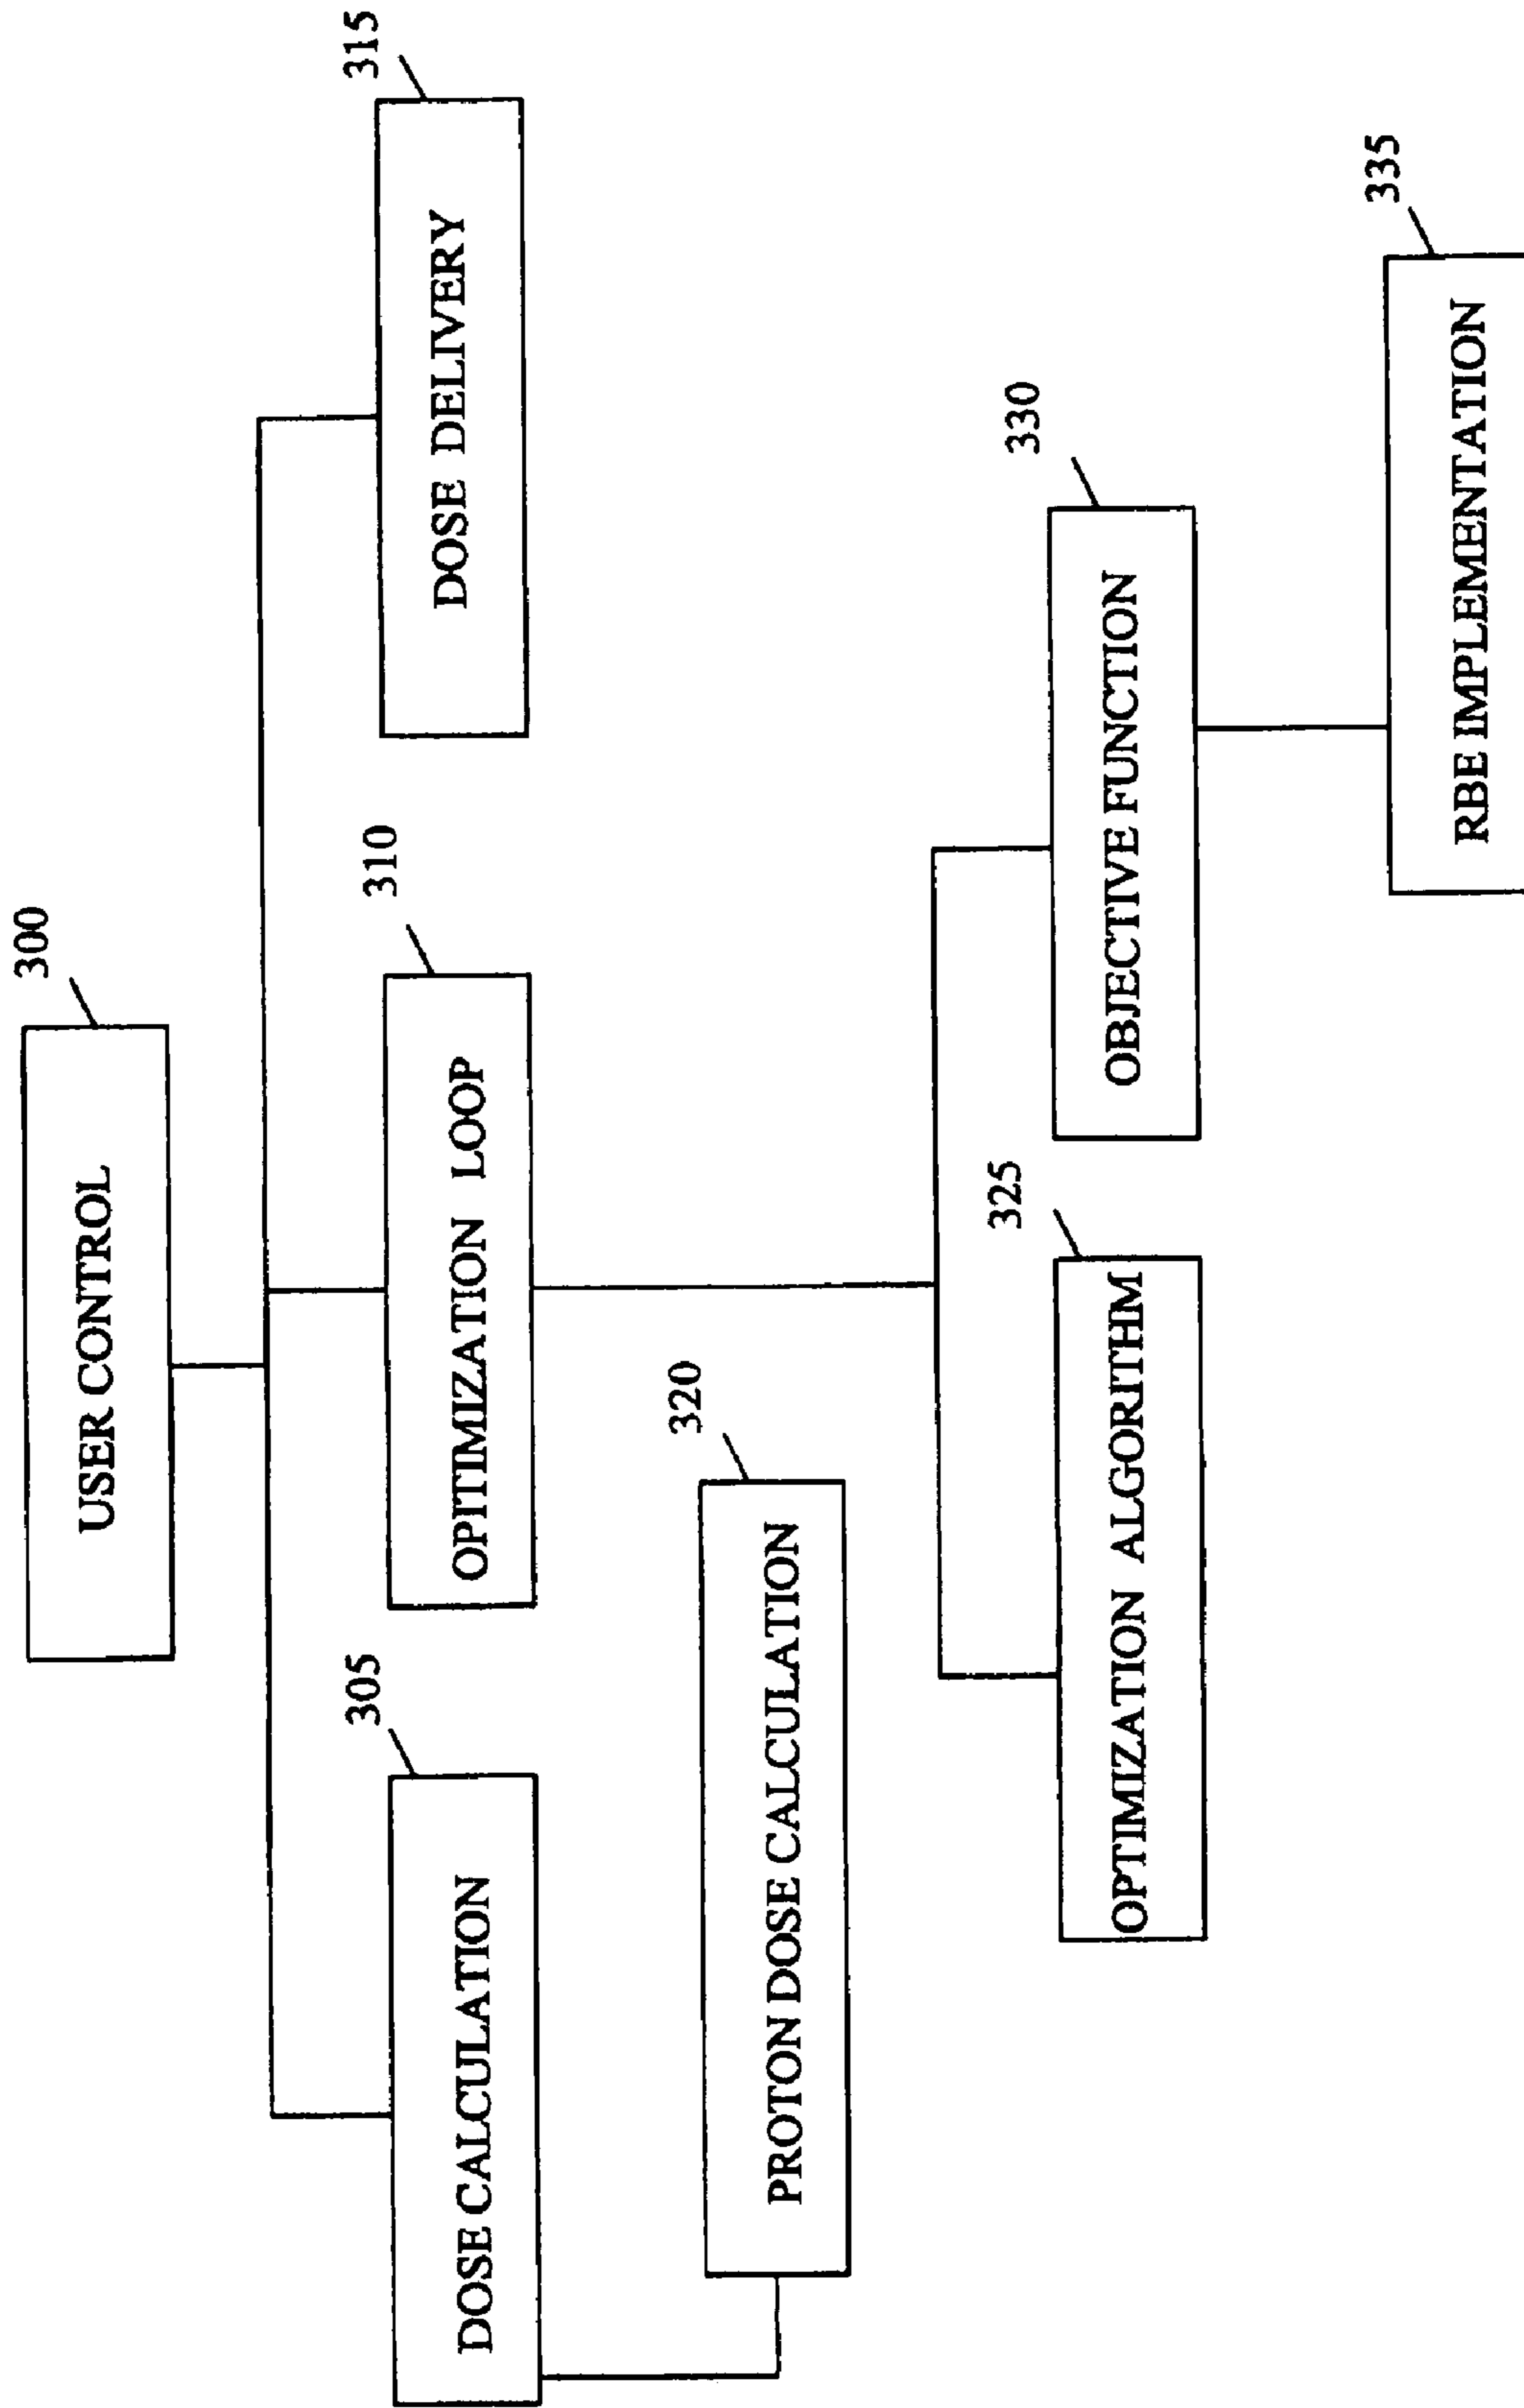 300
USER CONTROL
305
DOSE CALCULATION
310
OPITIMIZATION LOOP
315
DOSE DELIVERY
320
PROTON DOSE CALCULATION
325
OPTIMIZATION ALGORITHM
330
OBJECTIVE FUNCTION
335
RBE IMPLEMENTATION